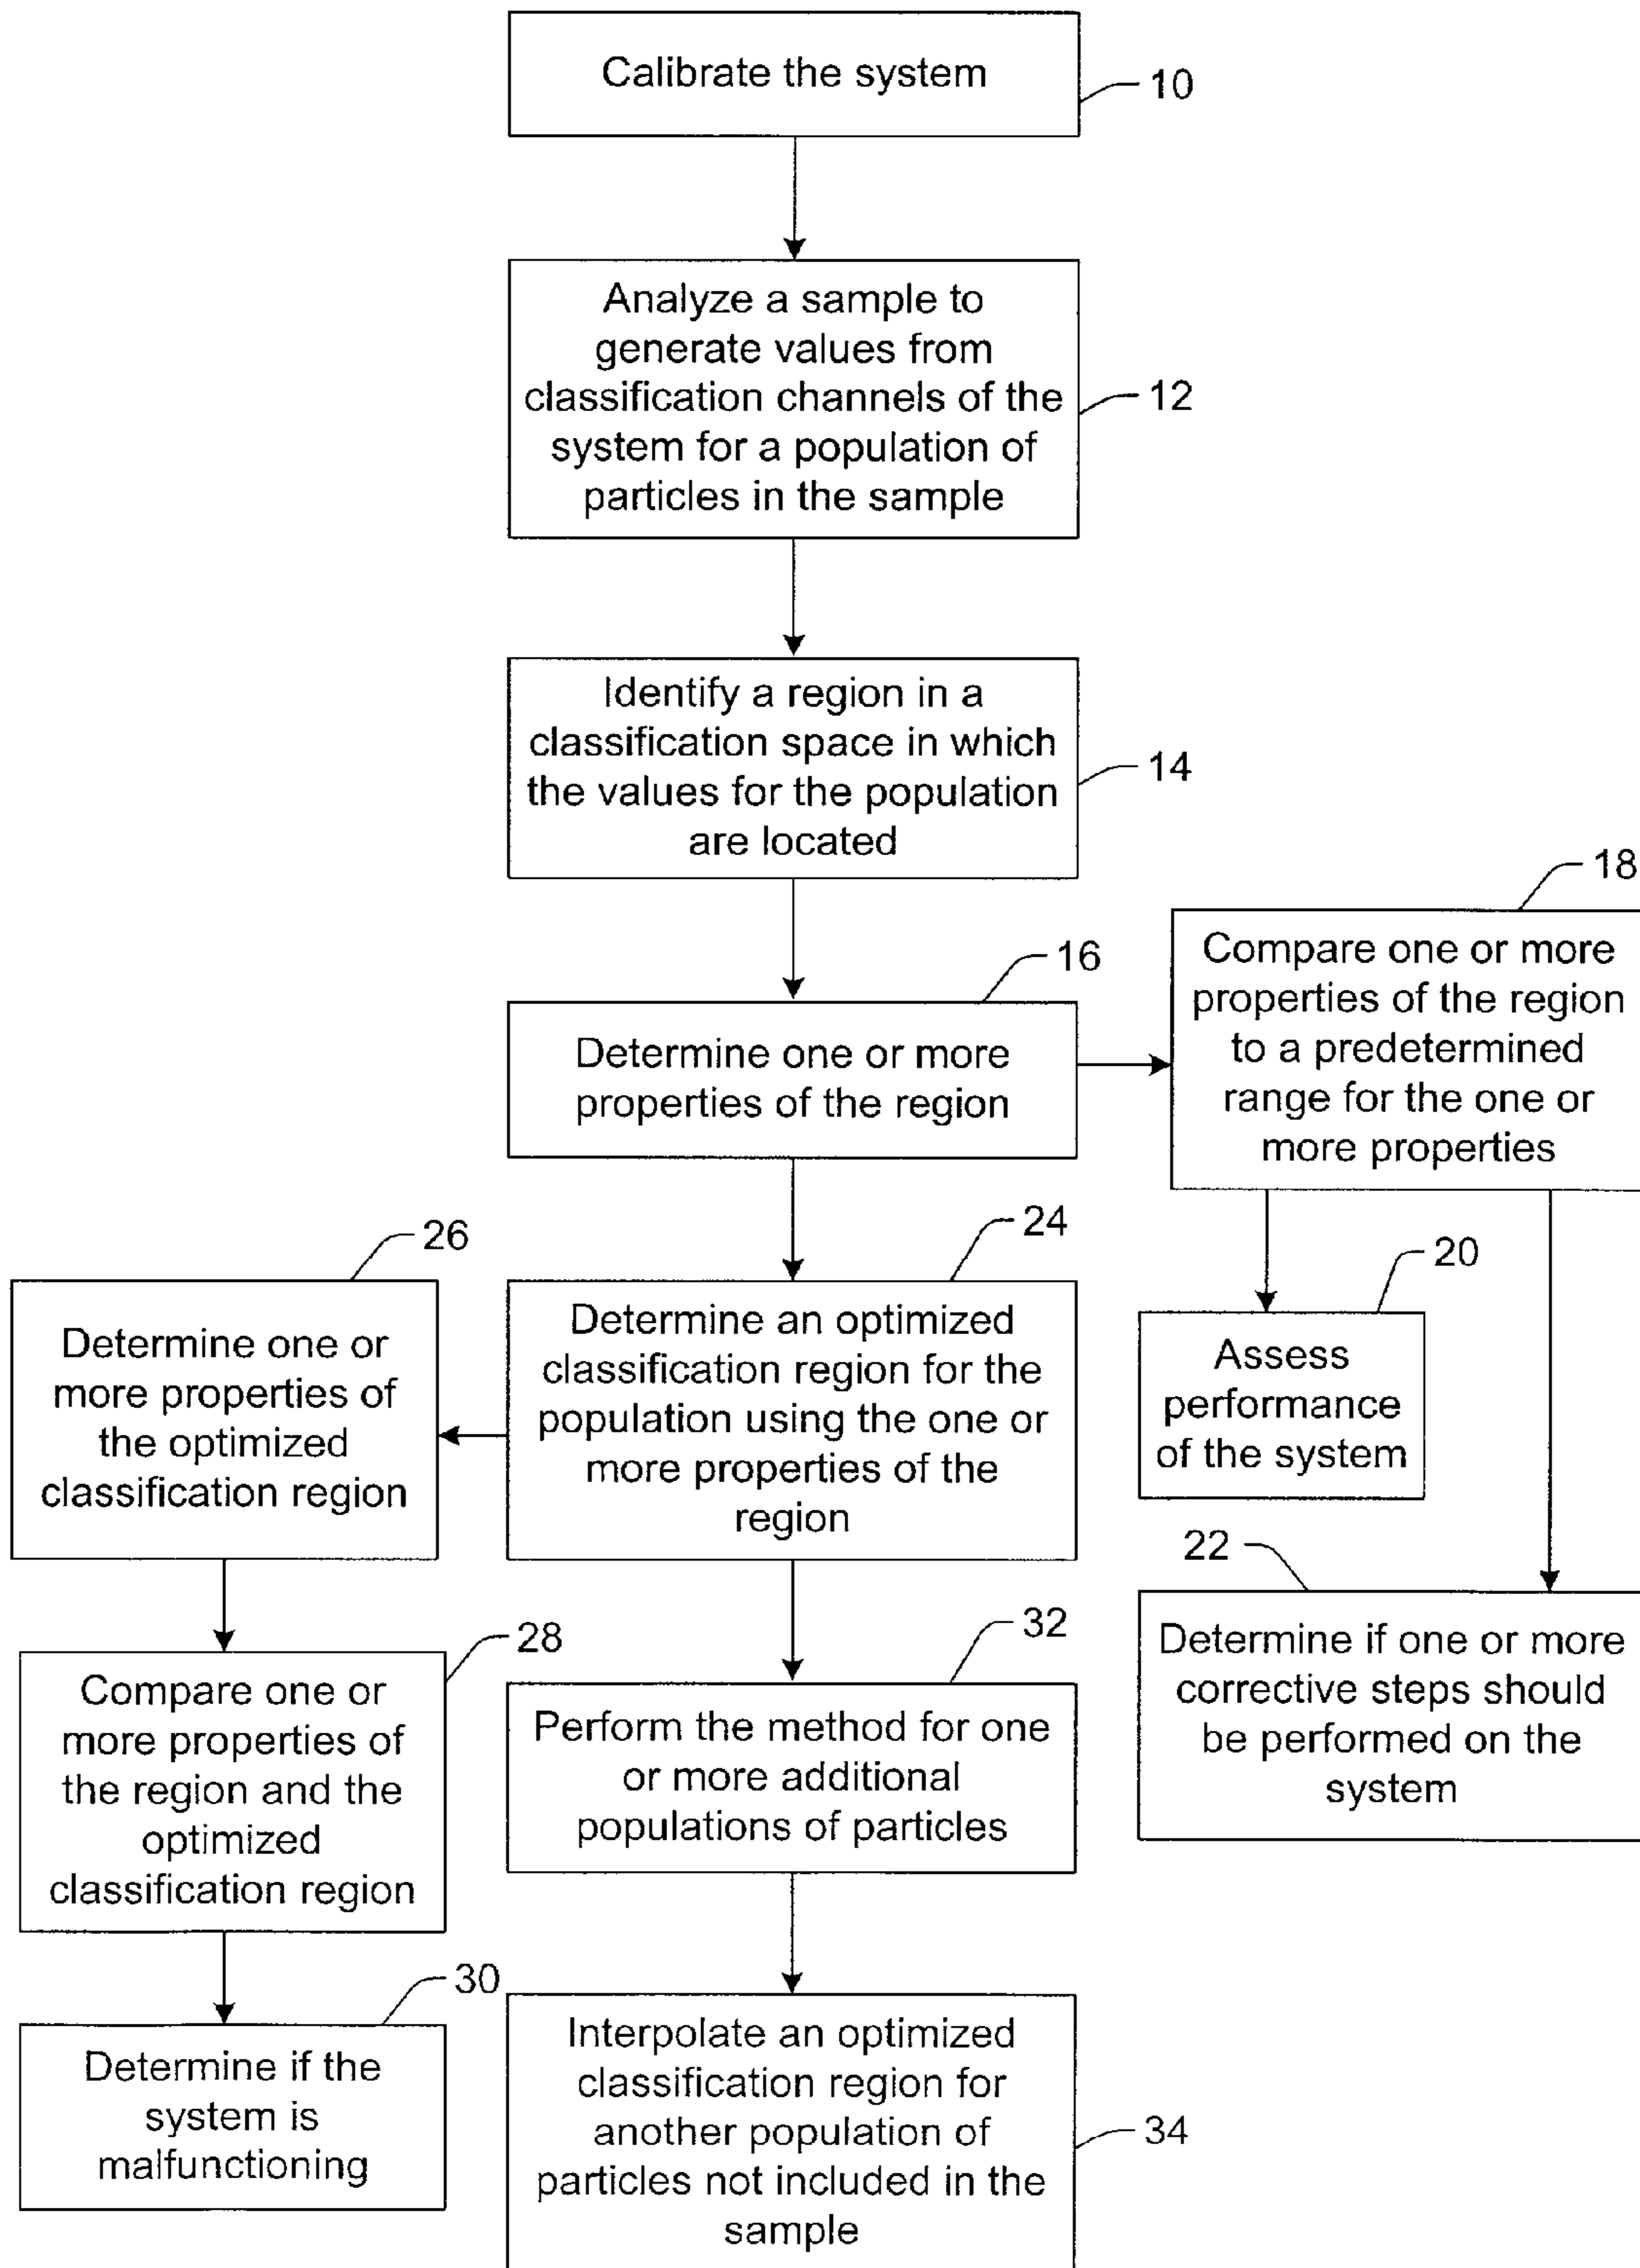 Calibrate the system
10
Analyze a sample to
generate values from
classification channels of the
system for a population of
particles in the sample
12
Identify a region in a
classification space in which
the values for the population
are located
14
16
Determine one or more
properties of the region
18
Compare one or more
properties of the region
to a predetermined
range for the one or
more properties
20
Assess
performance
of the system
22
Determine if one or more
corrective steps should
be performed on the
system
24
Determine an optimized
classification region for the
population using the one or
more properties of the
region
26
Determine one or
more properties of
the optimized
classification region
28
Compare one or
more properties of
the region and the
optimized
classification region
30
Determine if the
system is
malfunctioning
32
Perform the method for one
or more additional
populations of particles
Interpolate an optimized
classification region for
another population of
particles not included in the
sample
34